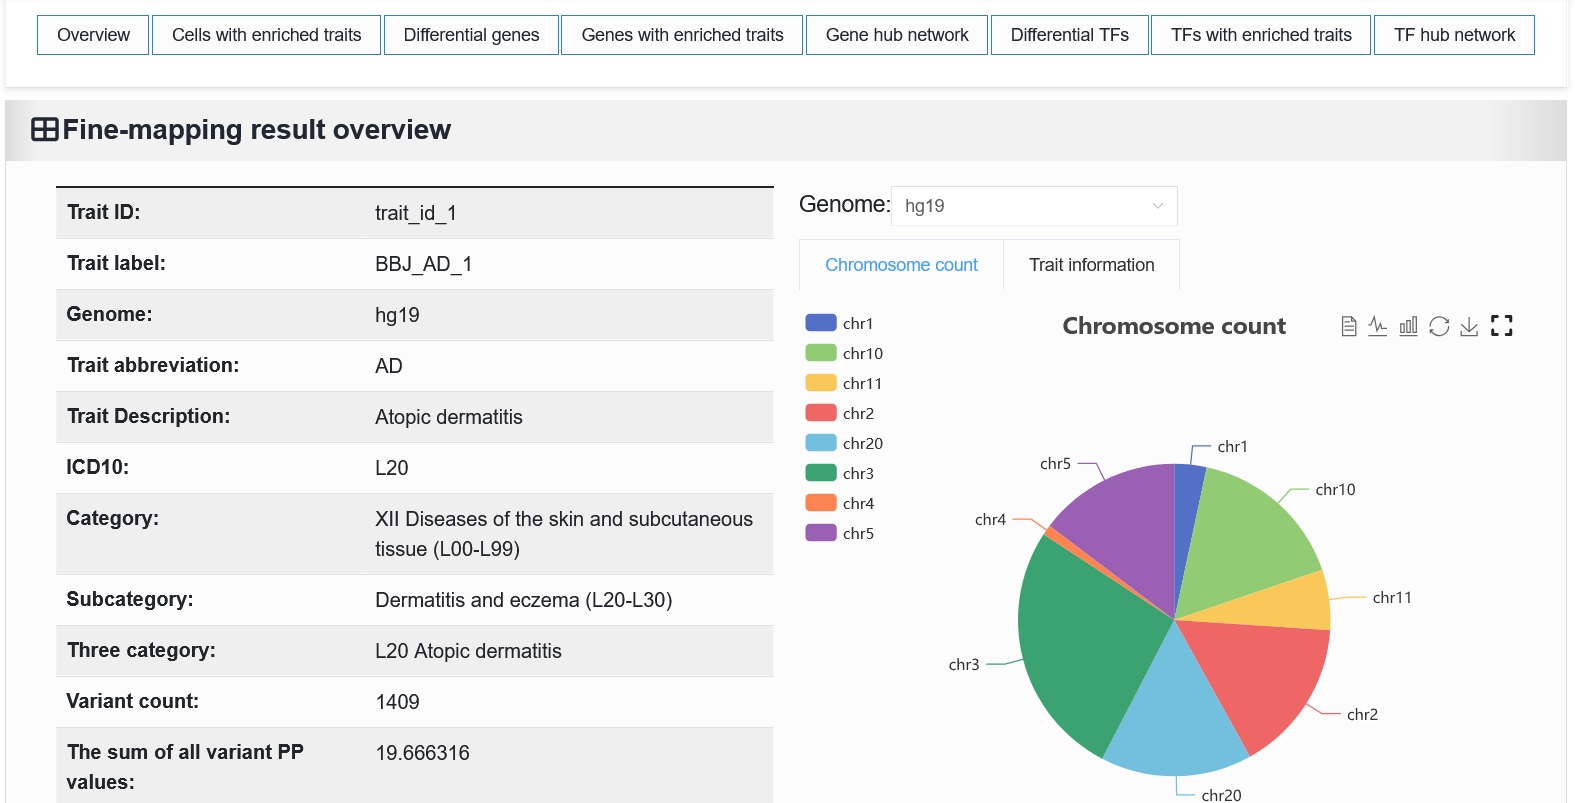 Overview
Cells with enriched traits
Differential genes
Genes with enriched traits
Gene hub network
Differential TFs
TFs with enriched traits
TF hub network
Fine-mapping result overview
Trait ID: trait_id_1
Trait label: BBJ_AD_1
Genome: hg19
Trait abbreviation: AD
Trait Description: Atopic dermatitis
ICD10: L20
Category: XII Diseases of the skin and subcutaneous
tissue (L00-L99)
Subcategory: Dermatitis and eczema (L20-L30)
Three category: L20 Atopic dermatitis
Variant count: 1409
The sum of all variant PP 19.666316
values:
Genome: hg19
Chromosome count
Trait information
chr1
chr10
chr11
chr2
chr20
chr3
chr4
chr5
Chromosome count
chr1
chr5
chr10
chr4
chr11
chr3
chr2
chr20